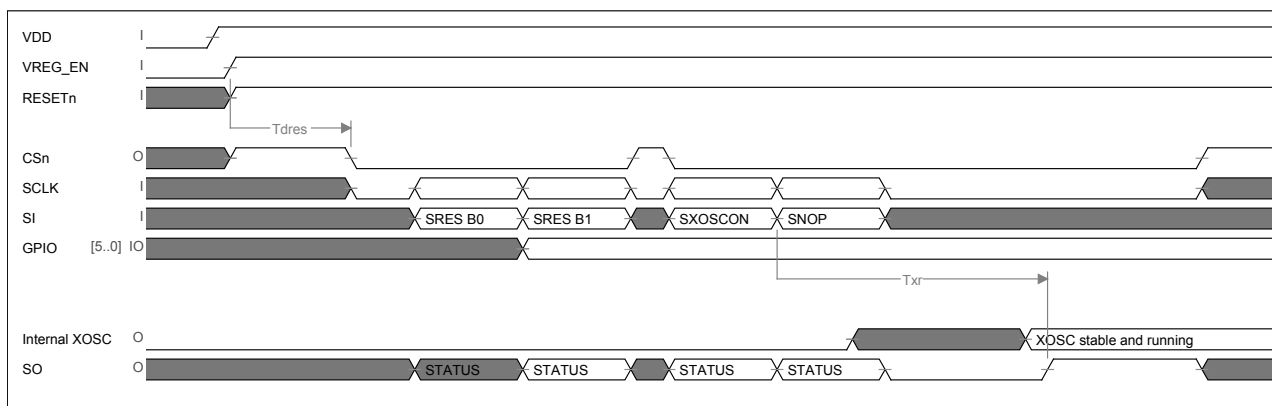 VDD I
VREG_EN I
RESETn I
Tdres
CSn O
SCLK I
SI I SRES B0 SRES B1 SXOSCON SNOP
GPIO [5..0] IO
Txr
Internal XOSC O XOSC stable and running
SO O STATUS STATUS STATUS STATUS